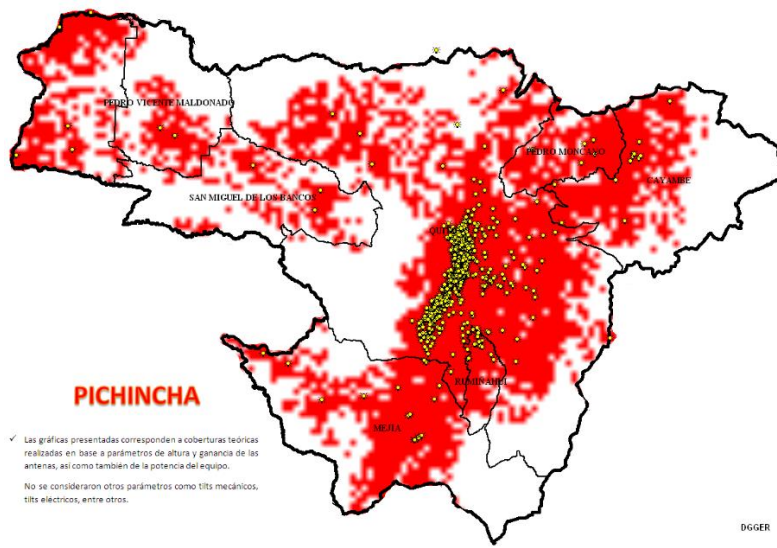 PEDRO VICENTE MALDONADO
PEDRO MONCAYO
CAYAMBE
SAN MIGUEL DE LOS BANCOS
RUMIÑAHUI
MEJIA
PICHINCHA
✓ Las gráficas presentadas corresponden a coberturas teóricas
realizadas en base a parámetros de altura y ganancia de las
antenas, así como también de la potencia del equipo.
No se consideraron otros parámetros como tilts mecánicos,
tilts electricos, entre otros.
DGGER